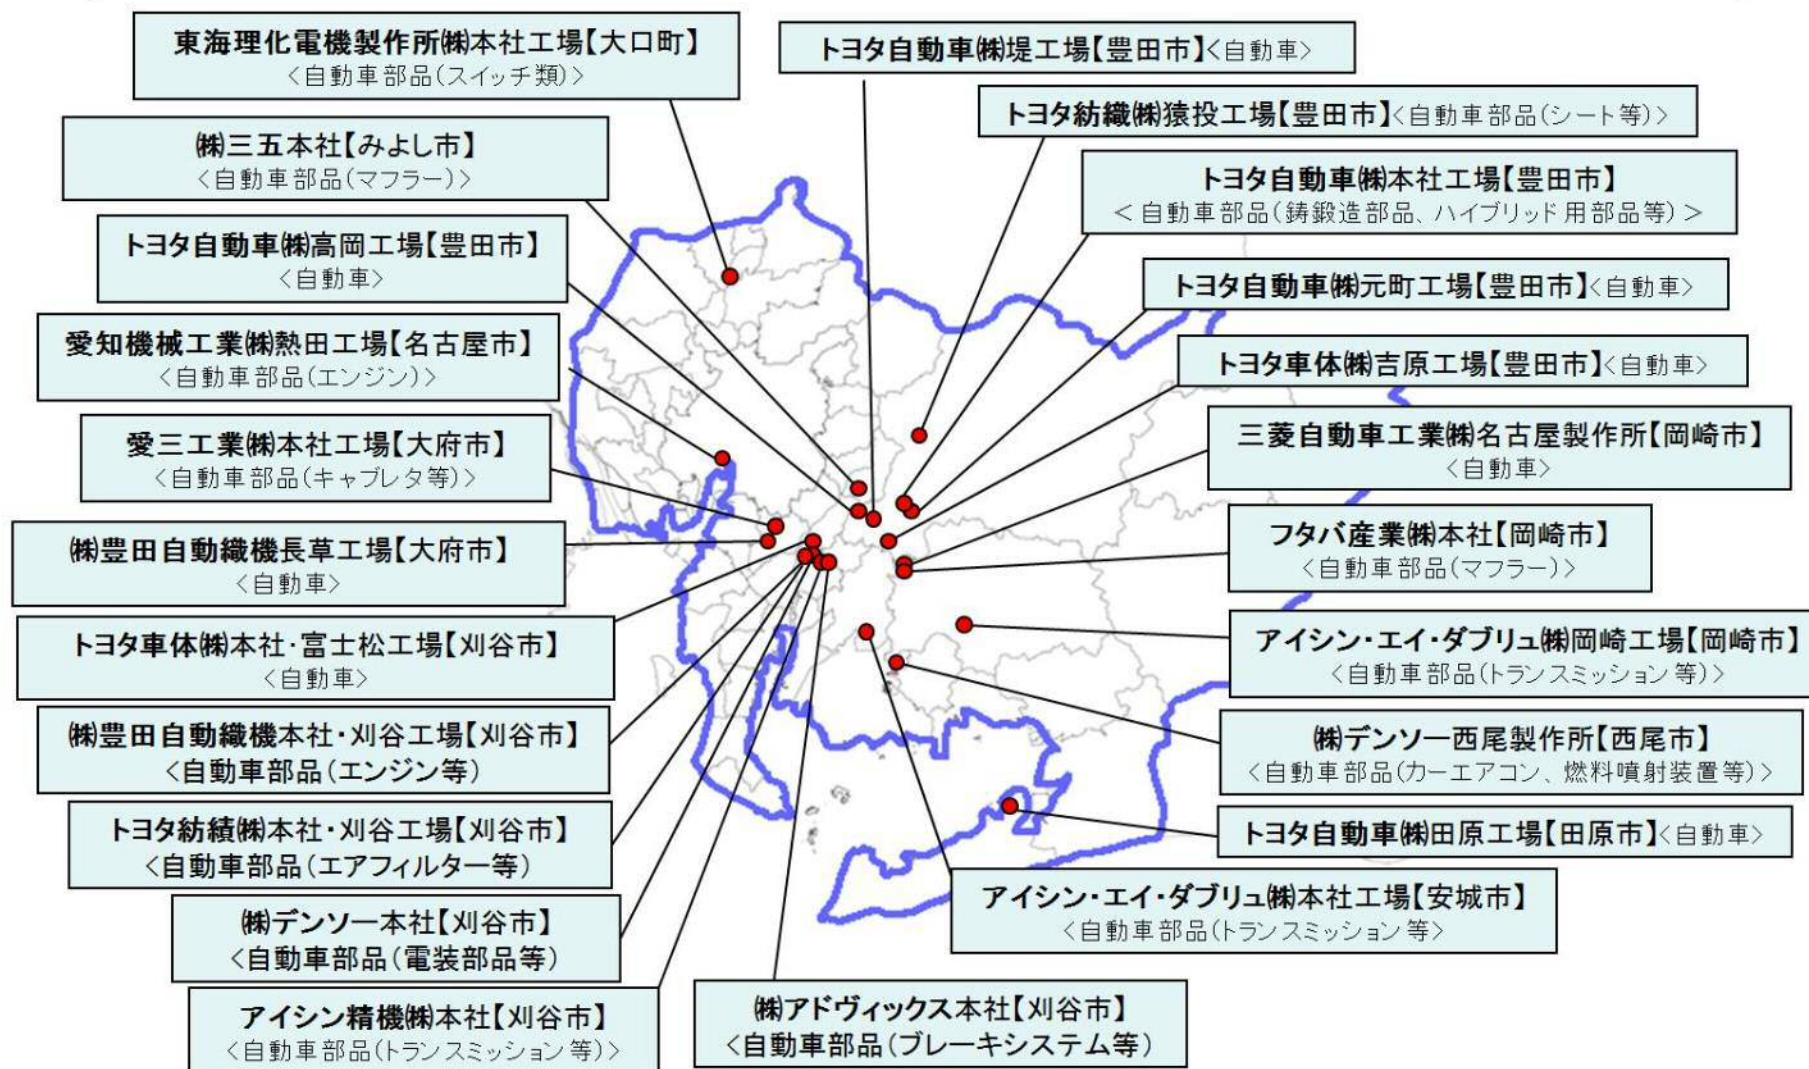 東海理化電機製作所㈱本社工場【大口町】
＜自動車部品(スイッチ類)＞
㈱三五本社【みよし市】
＜自動車部品(マフラー)＞
トヨタ自動車㈱高岡工場【豊田市】
＜自動車＞
愛知機械工業㈱熱田工場【名古屋市】
＜自動車部品(エンジン)＞
愛三工業㈱本社工場【大府市】
＜自動車部品(キャブレタ等)＞
㈱豊田自動織機長草工場【大府市】
＜自動車＞
トヨタ車体㈱本社・富士松工場【刈谷市】
＜自動車＞
㈱豊田自動織機本社・刈谷工場【刈谷市】
＜自動車部品(エンジン等)
トヨタ紡績㈱本社・刈谷工場【刈谷市】
＜自動車部品(エアフィルター等)
㈱デンソー本社【刈谷市】
＜自動車部品(電装部品等)
アイシン精機㈱本社【刈谷市】
＜自動車部品(トランスミッション等)＞
トヨタ自動車㈱堤工場【豊田市】＜自動車＞
トヨタ紡織㈱猿投工場【豊田市】＜自動車部品(シート等)＞
トヨタ自動車㈱本社工場【豊田市】
＜自動車部品(鋳鍛造部品、ハイブリッド用部品等)＞
トヨタ自動車㈱元町工場【豊田市】＜自動車＞
トヨタ車体㈱吉原工場【豊田市】＜自動車＞
三菱自動車工業㈱名古屋製作所【岡崎市】
＜自動車＞
フタバ産業㈱本社【岡崎市】
＜自動車部品(マフラー)＞
アイシン・エイ・ダブリュ㈱岡崎工場【岡崎市】
＜自動車部品(トランスミッション等)＞
㈱デンソー西尾製作所【西尾市】
＜自動車部品(カーエアコン、燃料噴射装置等)＞
トヨタ自動車㈱田原工場【田原市】＜自動車＞
アイシン・エイ・ダブリュ㈱本社工場【安城市】
＜自動車部品(トランスミッション等)＞
㈱アドヴィックス本社【刈谷市】
＜自動車部品(ブレーキシステム等)